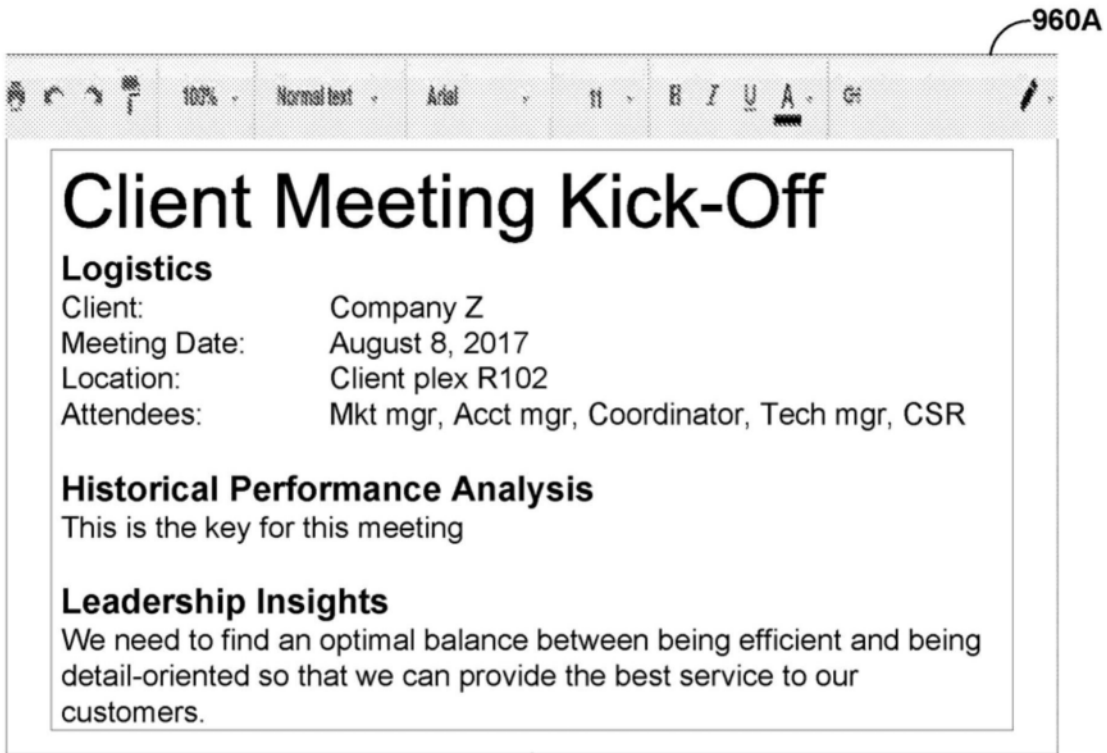 960A
100% Normal text Arial 11 B I U A
Client Meeting Kick-Off
Logistics
Client: Company Z
Meeting Date: August 8, 2017
Location: Client plex R102
Attendees: Mkt mgr, Acct mgr, Coordinator, Tech mgr, CSR
Historical Performance Analysis
This is the key for this meeting
Leadership Insights
We need to find an optimal balance between being efficient and being
detail-oriented so that we can provide the best service to our
customers.